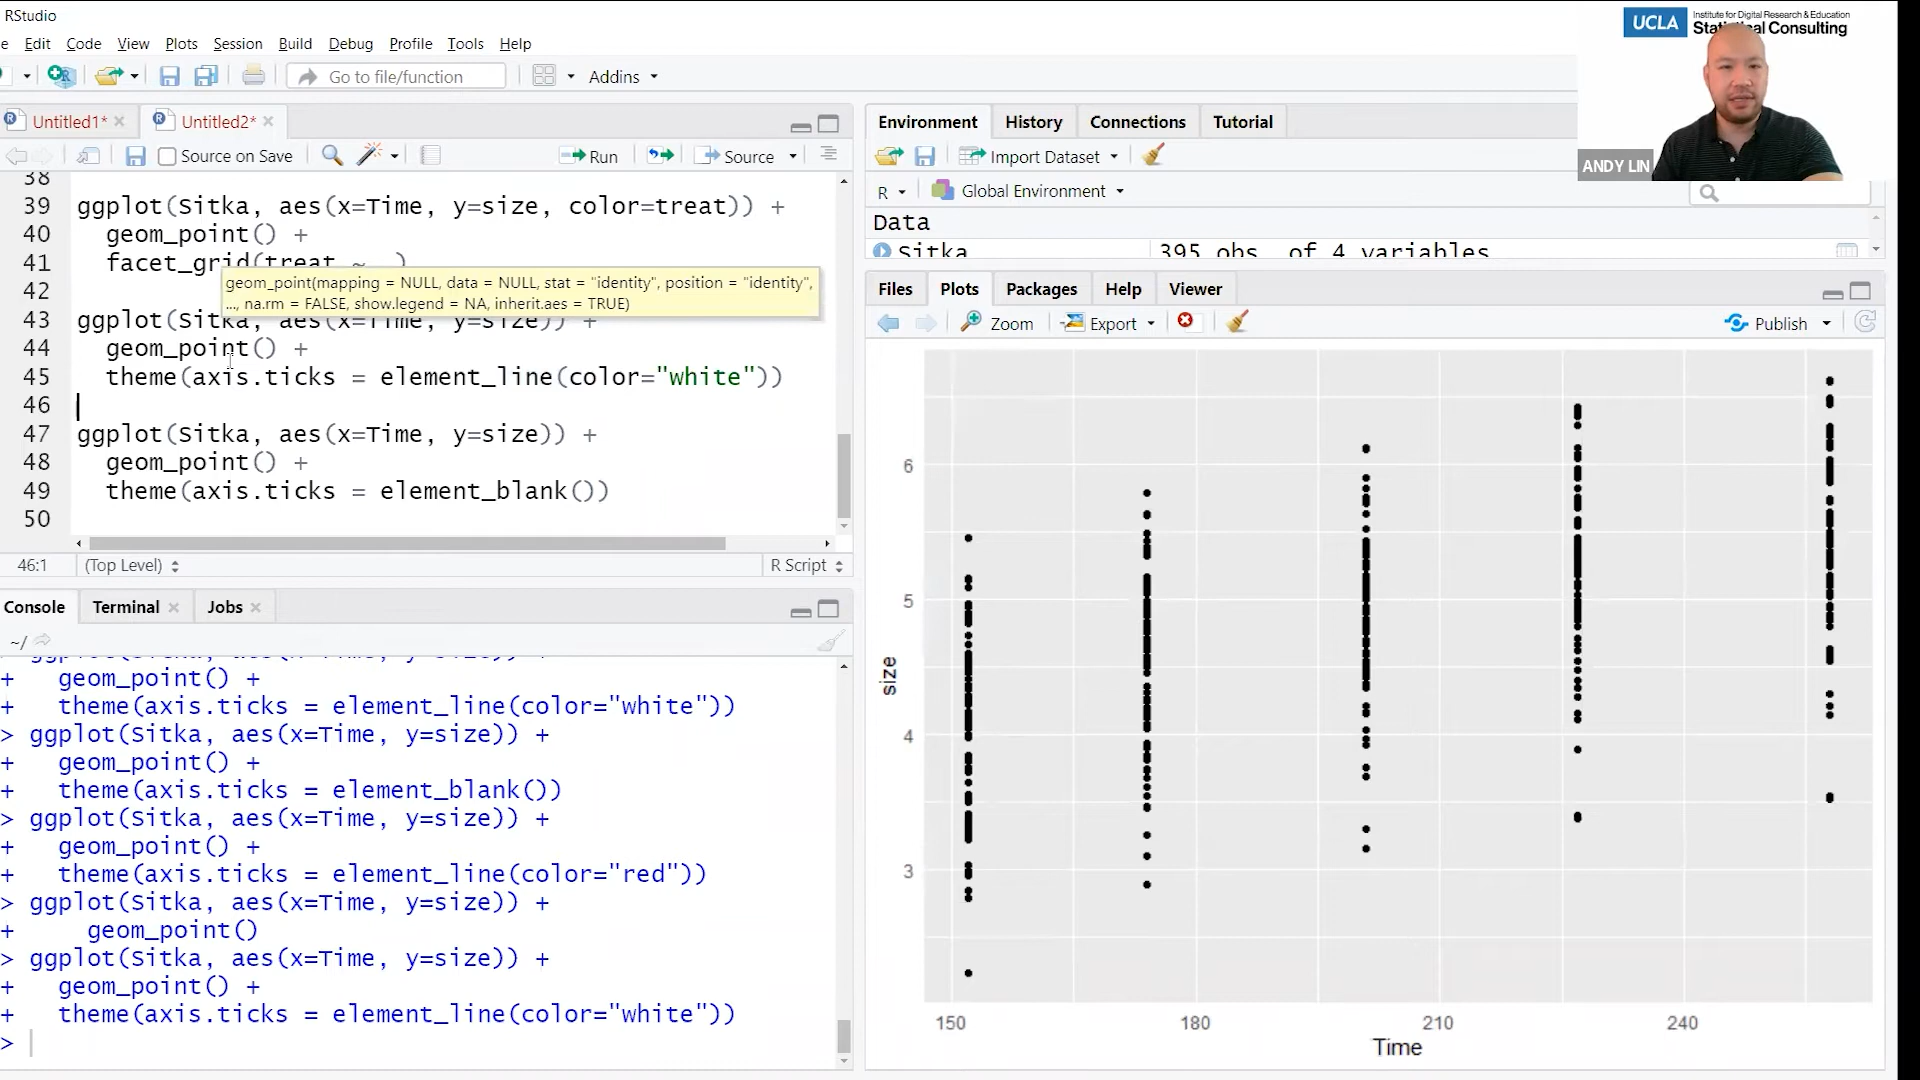 RStudio
UCLA Institute for Digital Research & Education
Statistical Consulting
e Edit Code View Plots Session Build Debug Profile Tools Help
Go to file/function Addins
ANDY LIN
Untitled1* Untitled2*
Source on Save Run Source
38
39 ggplot(Sitka, aes(x=Time, y=size, color=treat)) +
40 geom_point() +
41 facet_grid(treat ~ .)
geom_point(mapping = NULL, data = NULL, stat = "identity", position = "identity",
..., na.rm = FALSE, show.legend = NA, inherit.aes = TRUE)
42
43 ggplot(Sitka, aes(x=Time, y=size)) +
44 geom_point() +
45 theme(axis.ticks = element_line(color="white"))
46
47 ggplot(Sitka, aes(x=Time, y=size)) +
48 geom_point() +
49 theme(axis.ticks = element_blank())
50
46:1 (Top Level) R Script
Console Terminal Jobs
~/
ggplot(Sitka, aes(x=Time, y=size)) +
+ geom_point() +
+ theme(axis.ticks = element_line(color="white"))
> ggplot(Sitka, aes(x=Time, y=size)) +
+ geom_point() +
+ theme(axis.ticks = element_blank())
> ggplot(Sitka, aes(x=Time, y=size)) +
+ geom_point() +
+ theme(axis.ticks = element_line(color="red"))
> ggplot(Sitka, aes(x=Time, y=size)) +
+ geom_point()
> ggplot(Sitka, aes(x=Time, y=size)) +
+ geom_point() +
+ theme(axis.ticks = element_line(color="white"))
>
Environment History Connections Tutorial
Import Dataset
R Global Environment
Data
Sitka 395 obs. of 4 variables
Files Plots Packages Help Viewer
Zoom Export Publish
6
5
4
3
size
150 180 210 240
Time